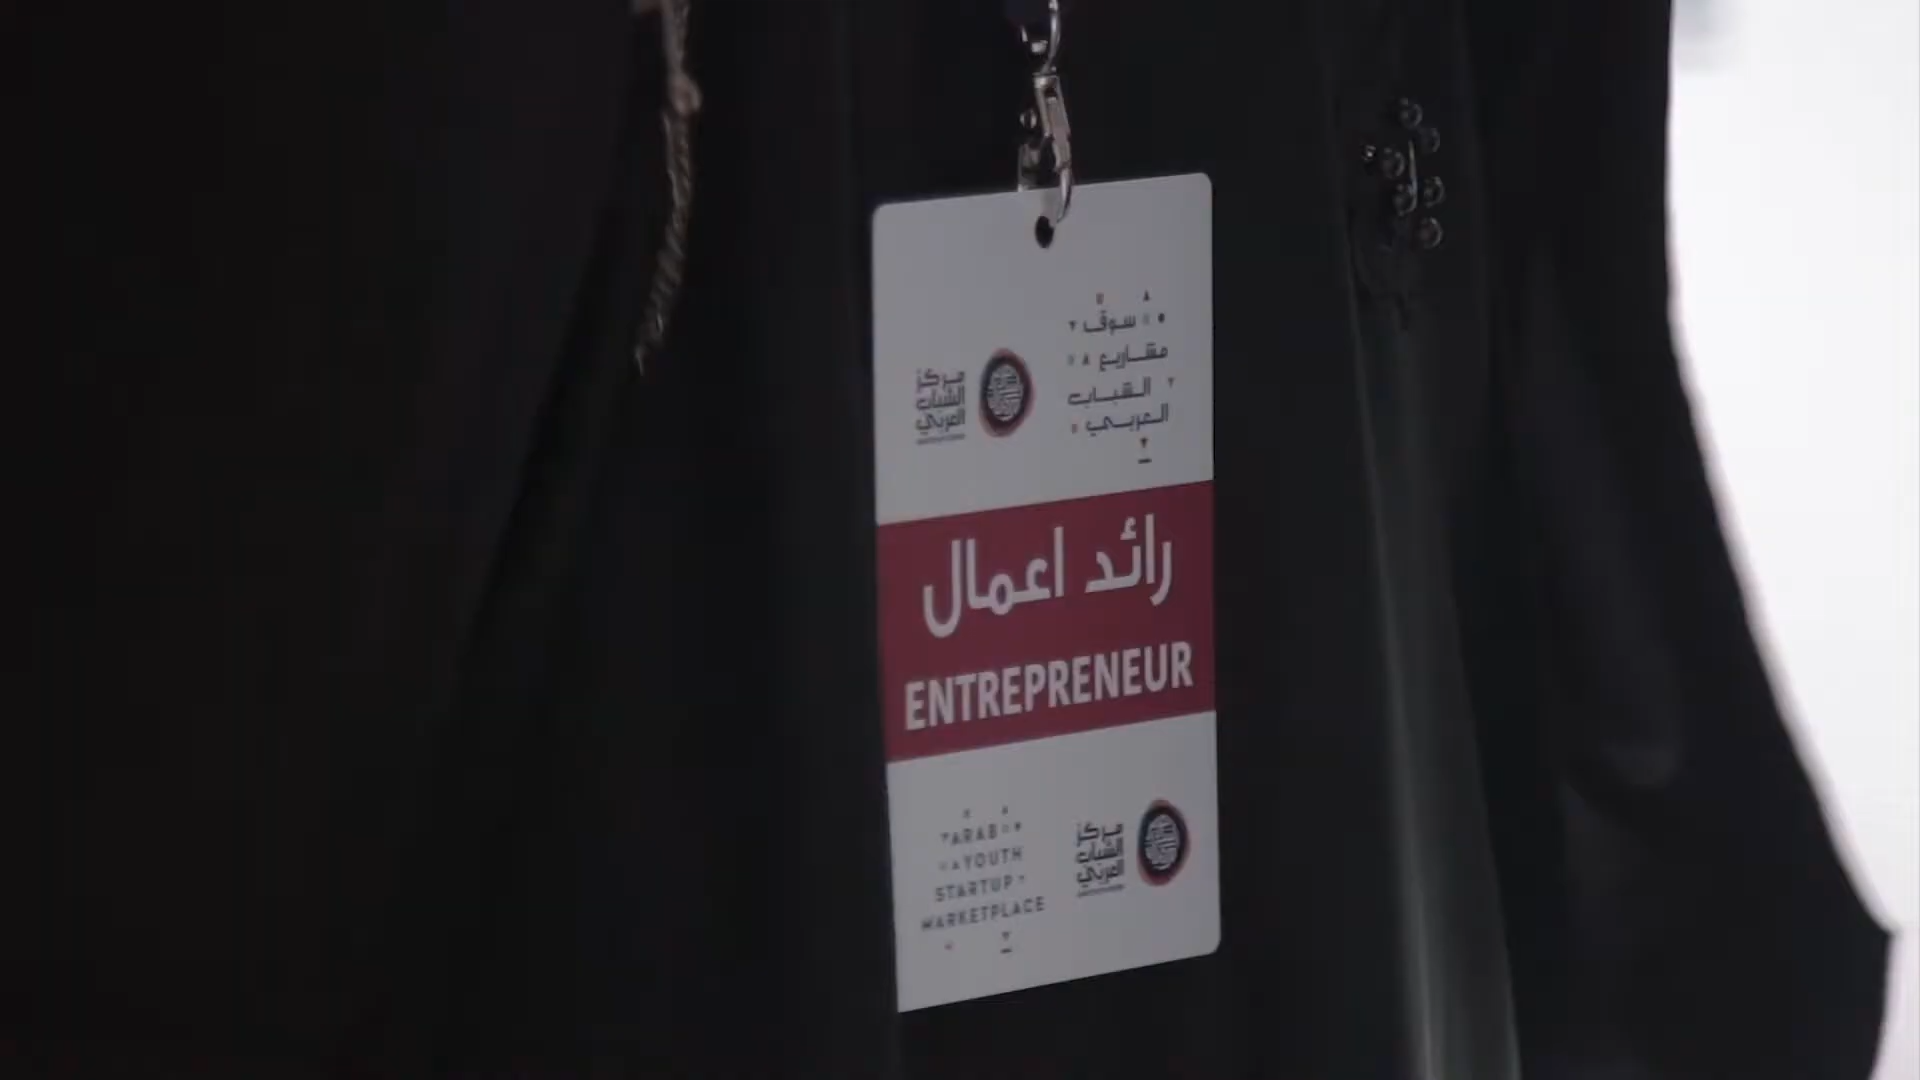 سوق
مشاريع
الشباب
العربي
مركز
الشباب
العربي
رائد اعمال
ENTREPRENEUR
ARAB
YOUTH
STARTUP
MARKETPLACE
مركز
الشباب
العربي